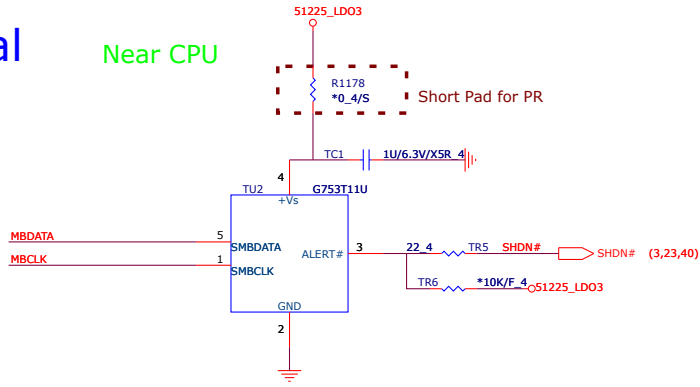 51225_LDO3
al
Near CPU
R1178
*0_4/S
Short Pad for PR
TC1
1U/6.3V/X5R_4
4
TU2
G753T11U
+Vs
MBDATA
5
SMBDATA
ALERT#
3
22_4
TR5
SHDN#
SHDN#
(3,23,40)
MBCLK
1
SMBCLK
TR6
*10K/F_4
51225_LDO3
GND
2